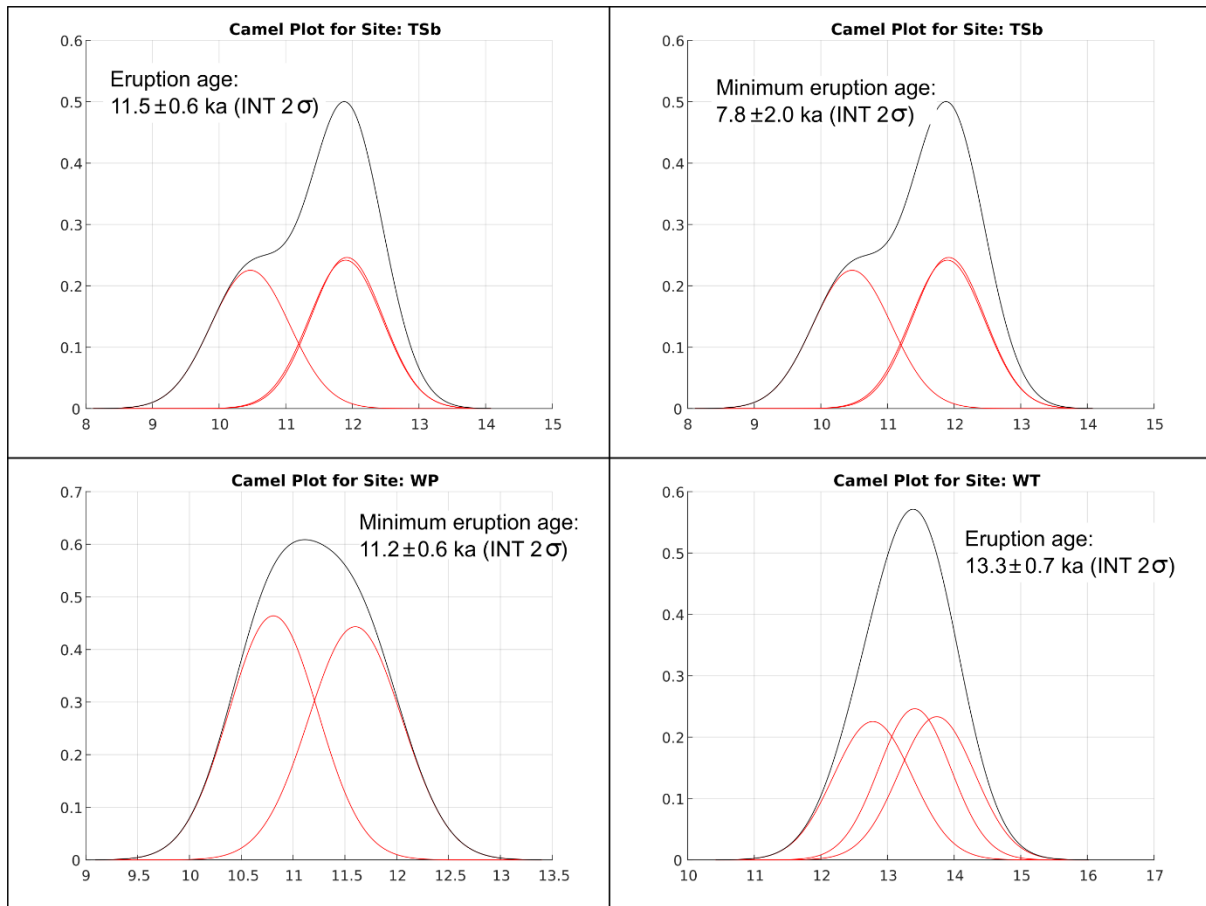 Camel Plot for Site: TSb
Eruption age:
11.5±0.6 ka (INT 2σ)
0.6
0.5
0.4
0.3
0.2
0.1
0
8 9 10 11 12 13 14 15
Camel Plot for Site: TSb
Minimum eruption age:
7.8±2.0 ka (INT 2σ)
0.6
0.5
0.4
0.3
0.2
0.1
0
8 9 10 11 12 13 14 15
Camel Plot for Site: WP
Minimum eruption age:
11.2±0.6 ka (INT 2σ)
0.7
0.6
0.5
0.4
0.3
0.2
0.1
0
9 9.5 10 10.5 11 11.5 12 12.5 13 13.5
Camel Plot for Site: WT
Eruption age:
13.3±0.7 ka (INT 2σ)
0.6
0.5
0.4
0.3
0.2
0.1
0
10 11 12 13 14 15 16 17